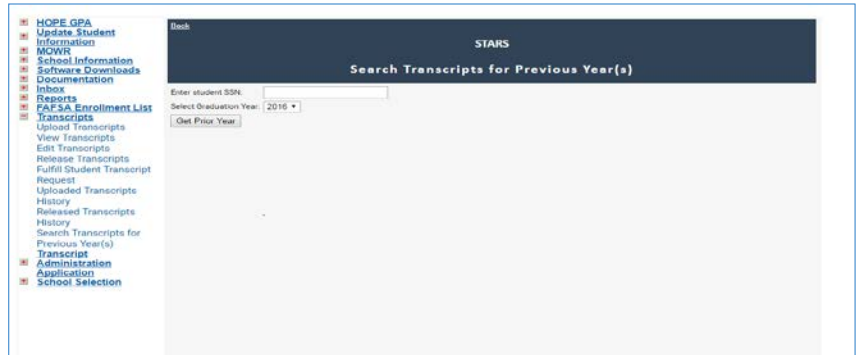 HOPE GPA
Update Student
Information
MOWR
School Information
Software Downloads
Documentation
Inbox
Reports
FAFSA Enrollment List
Transcripts
Upload Transcripts
View Transcripts
Edit Transcripts
Release Transcripts
Fulfill Student Transcript
Request
Uploaded Transcripts
History
Released Transcripts
History
Search Transcripts for
Previous Year(s)
Transcript
Administration
Application
School Selection
Back
STARS
Search Transcripts for Previous Year(s)
Enter student SSN:
Select Graduation Year: 2016
Get Prior Year